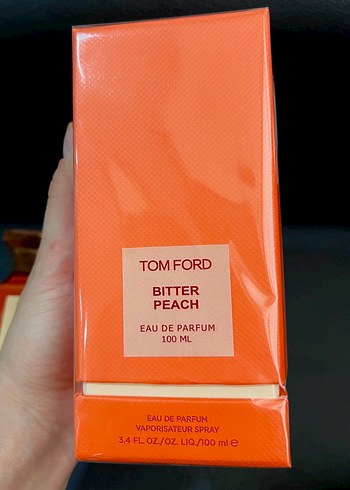 TOM FORD
BITTER
PEACH
EAU DE PARFUM
100 ML
EAU DE PARFUM
VAPORISATEUR SPRAY
3.4 FL. OZ./OZ. LIQ./100 ml ℮